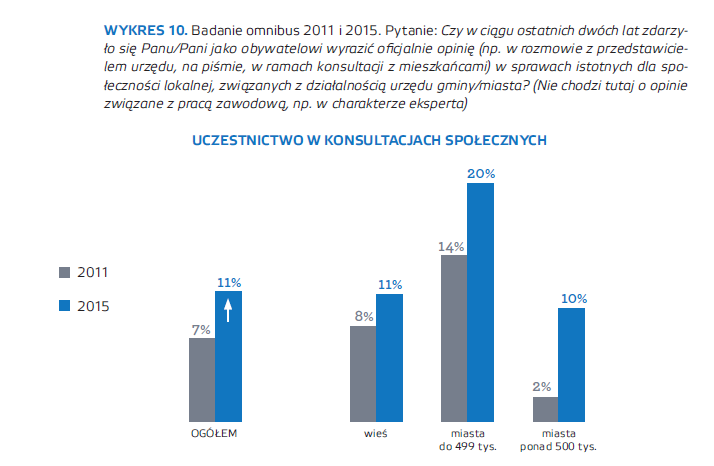 WYKRES 10. Badanie omnibus 2011 i 2015. Pytanie: Czy w ciągu ostatnich dwóch lat zdarzy-
ło się Panu/Pani jako obywatelowi wyrazić oficjalnie opinię (np. w rozmowie z przedstawicie-
lem urzędu, na piśmie, w ramach konsultacji z mieszkańcami) w sprawach istotnych dla spo-
łeczności lokalnej, związanych z działalnością urzędu gminy/miasta? (Nie chodzi tutaj o opinie
związane z pracą zawodową, np. w charakterze eksperta)
UCZESTNICTWO W KONSULTACJACH SPOŁECZNYCH
2011
2015
7%
11%
8%
11%
14%
20%
2%
10%
OGÓŁEM
wieś
miasta
do 499 tys.
miasta
ponad 500 tys.